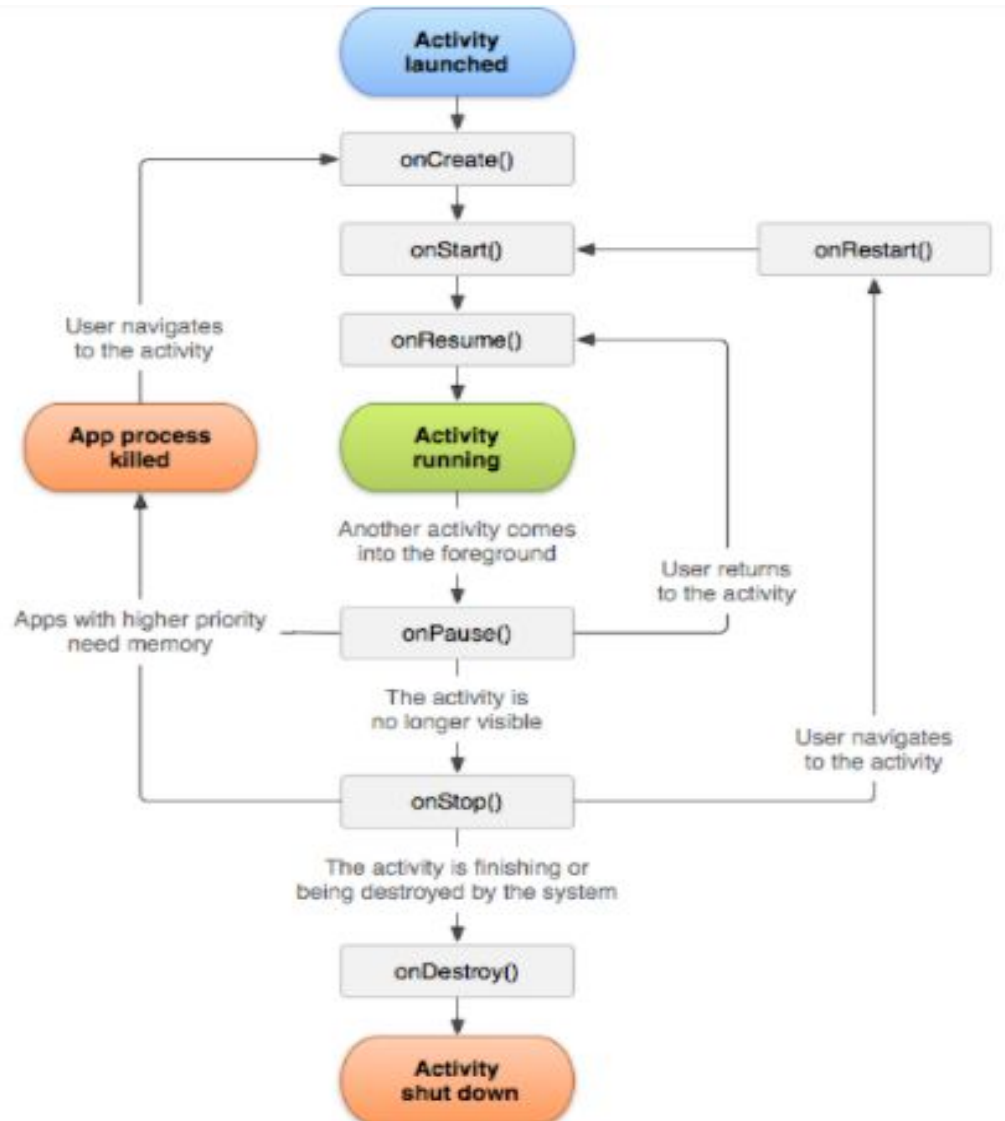 Activity
launched
onCreate()
onStart()
onRestart()
User navigates
to the activity
onResume()
App process
killed
Activity
running
Another activity comes
into the foreground
User returns
to the activity
Apps with higher priority
need memory
onPause()
The activity is
no longer visible
User navigates
to the activity
onStop()
The activity is finishing or
being destroyed by the system
onDestroy()
Activity
shut down